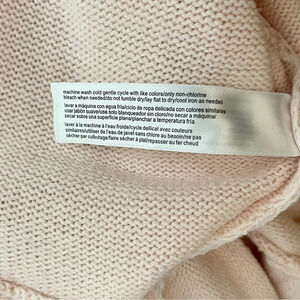 machine wash cold gentle cycle with like colors/only non-chlorine
bleach when needed/do not tumble dry/lay flat to dry/cool iron as needed
lavar a máquina con agua fría/ciclo de ropa delicada con colores similares
usar jabón suave/use solo blanqueador sin cloro/no secar a máquina/
secar sobre una superficie plana/planchar a temperatura fría
laver à la machine à l'eau froide/cycle délicat avec couleurs
similaires/utiliser de l'eau de javel sans chlore au besoin/ne pas
sécher par culbutage/faire sécher à plat/repasser au fer chaud